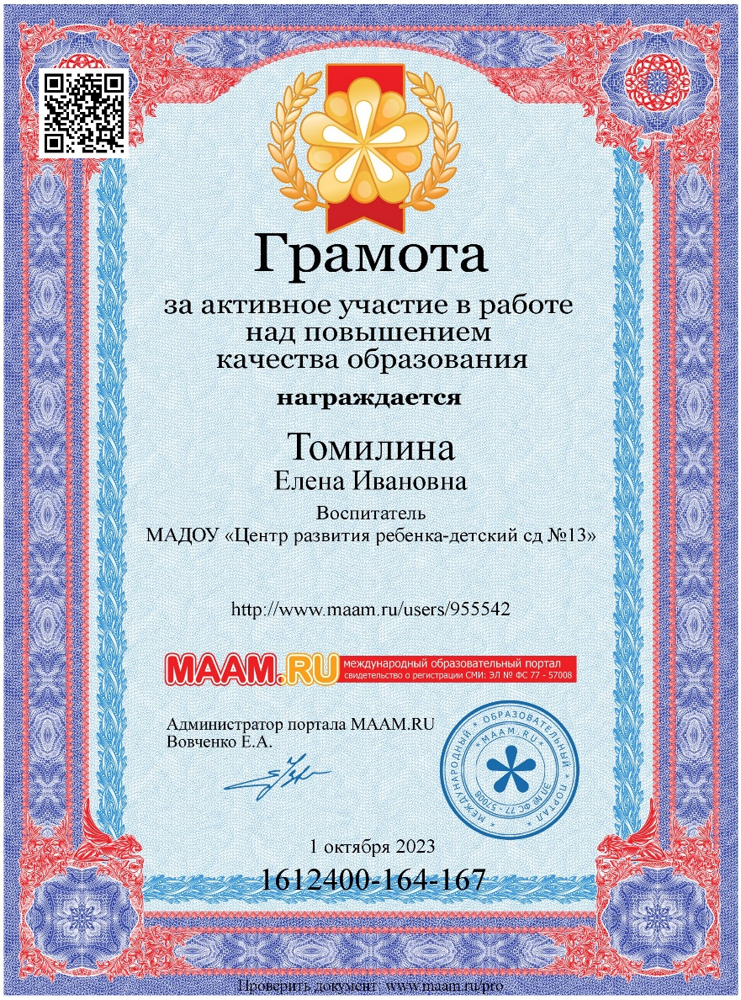 Грамота
за активное участие в работе
над повышением
качества образования
награждается
Томилина
Елена Ивановна
Воспитатель
МАДОУ «Центр развития ребенка-детский сд №13»
http://www.maam.ru/users/955542
MAAM.RU международный образовательный портал
свидетельство о регистрации СМИ: ЭЛ № ФС 77 - 57008
Администратор портала МААМ.RU
Вовченко Е.А.
* МЕЖДУНАРОДНЫЙ * ОБРАЗОВАТЕЛЬНЫЙ * ПОРТАЛ *
* МААМ.RU *
ЭЛ № ФС 77 - 57008
1 октября 2023
1612400-164-167
Проверить документ www.maam.ru/pro